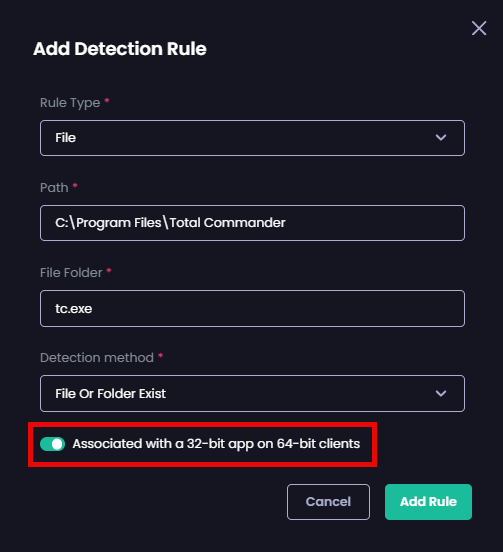 Add Detection Rule
Rule Type *
File
Path *
C:\Program Files\Total Commander
File Folder *
tc.exe
Detection method *
File Or Folder Exist
Associated with a 32-bit app on 64-bit clients
Cancel
Add Rule